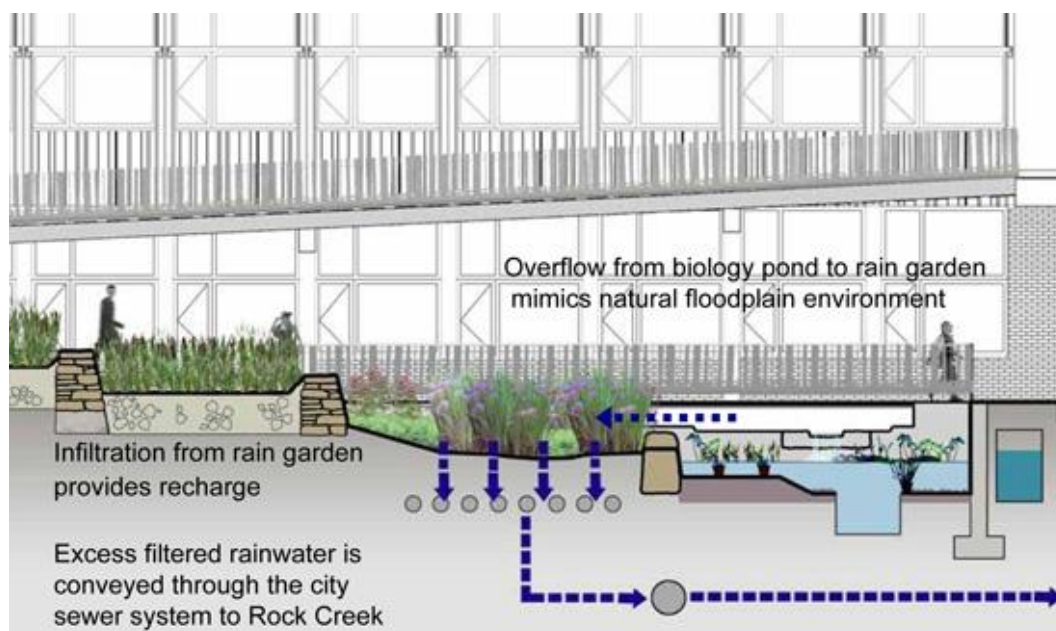 Overflow from biology pond to rain garden
mimics natural floodplain environment
Infiltration from rain garden
provides recharge
Excess filtered rainwater is
conveyed through the city
sewer system to Rock Creek